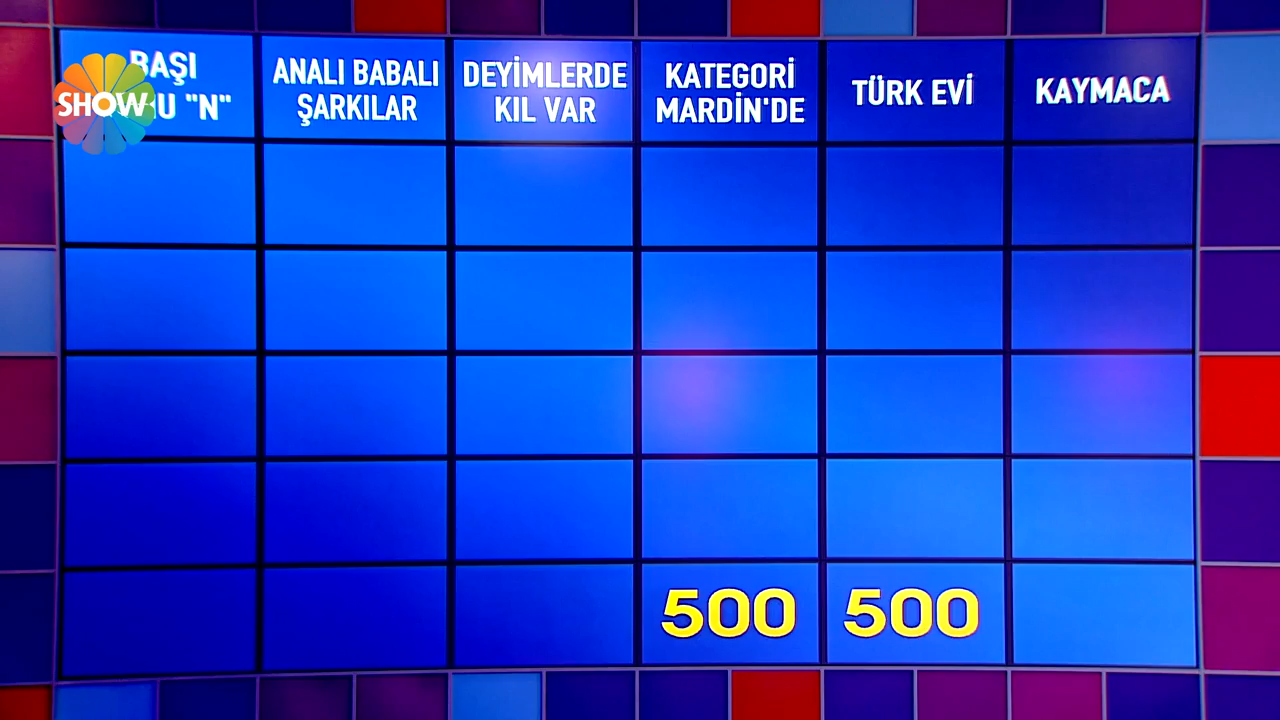 BAŞI
"N"
ANALI BABALI
ŞARKILAR
DEYİMLERDE
KIL VAR
KATEGORİ
MARDİN'DE
TÜRK EVİ
KAYMACA
SHOW
500
500